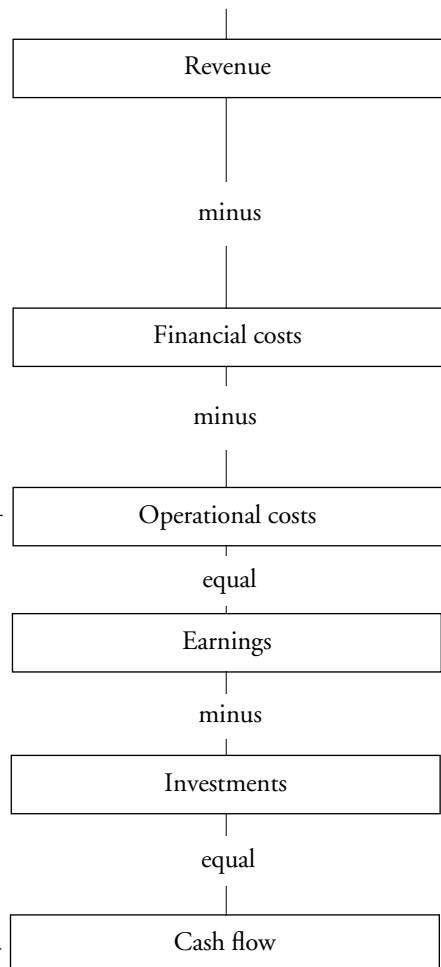 Revenue
minus
Financial costs
minus
Operational costs
equal
Earnings
minus
Investments
equal
Cash flow